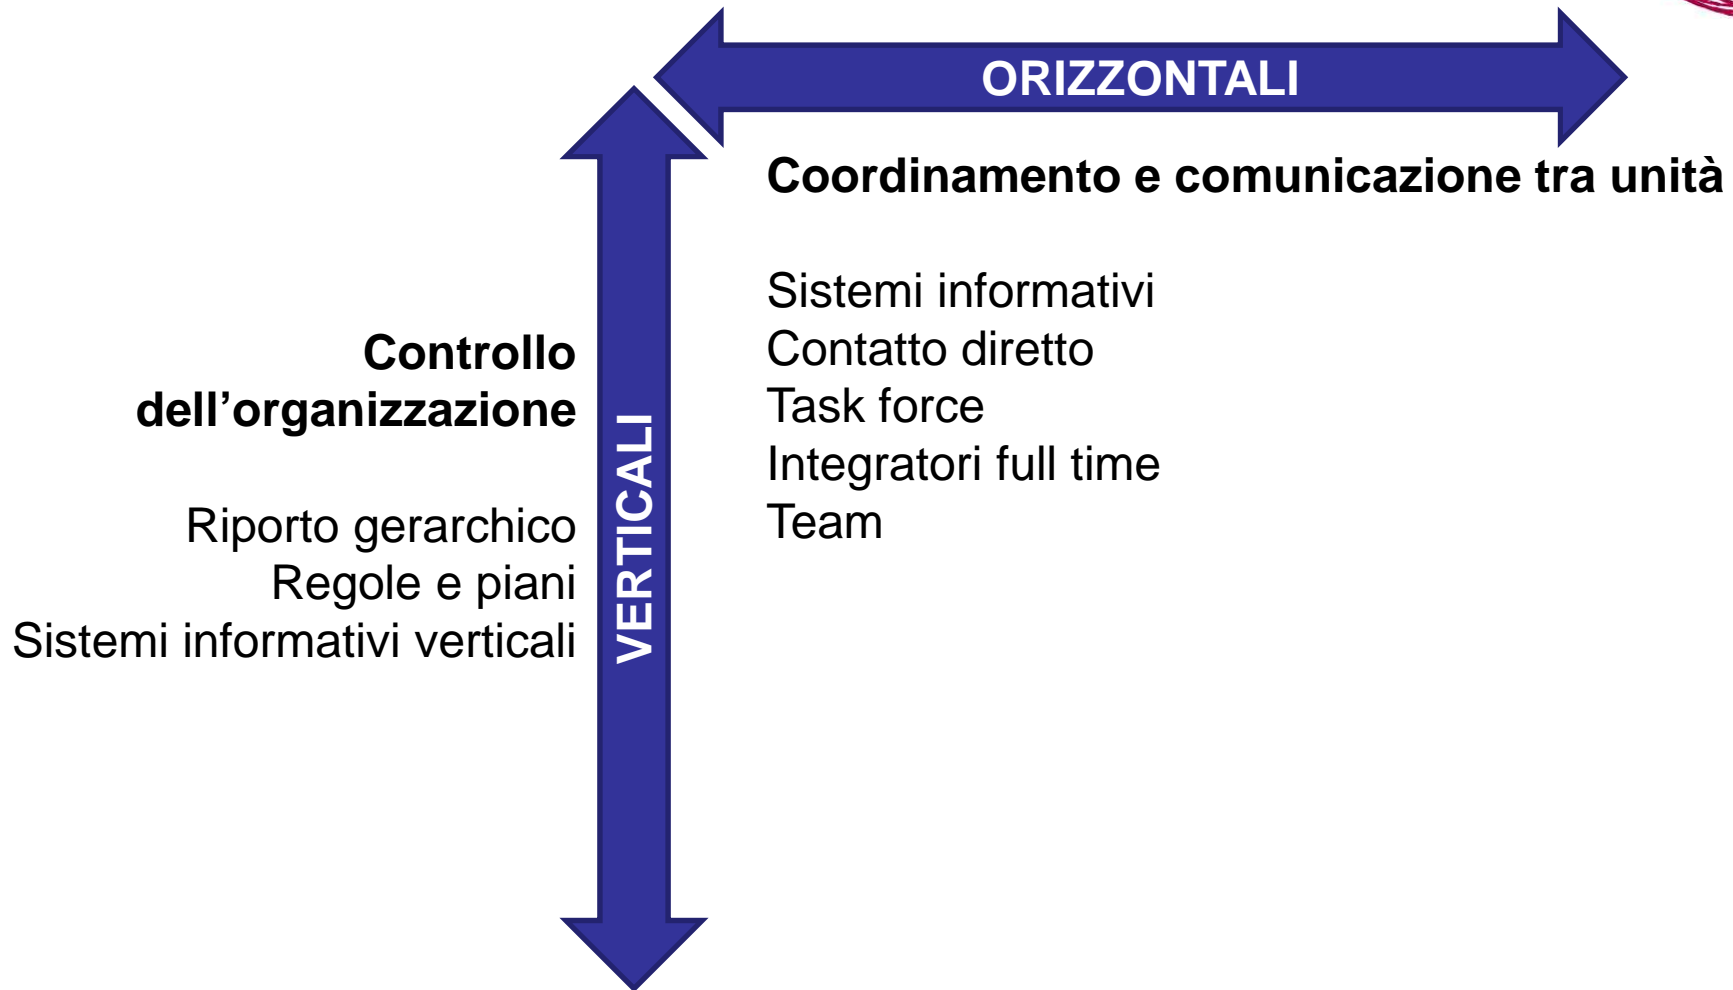 ORIZZONTALI
Coordinamento e comunicazione tra unità
Sistemi informativi
Contatto diretto
Task force
Integratori full time
Team
Controllo
dell’organizzazione
Riporto gerarchico
Regole e piani
Sistemi informativi verticali
VERTICALI